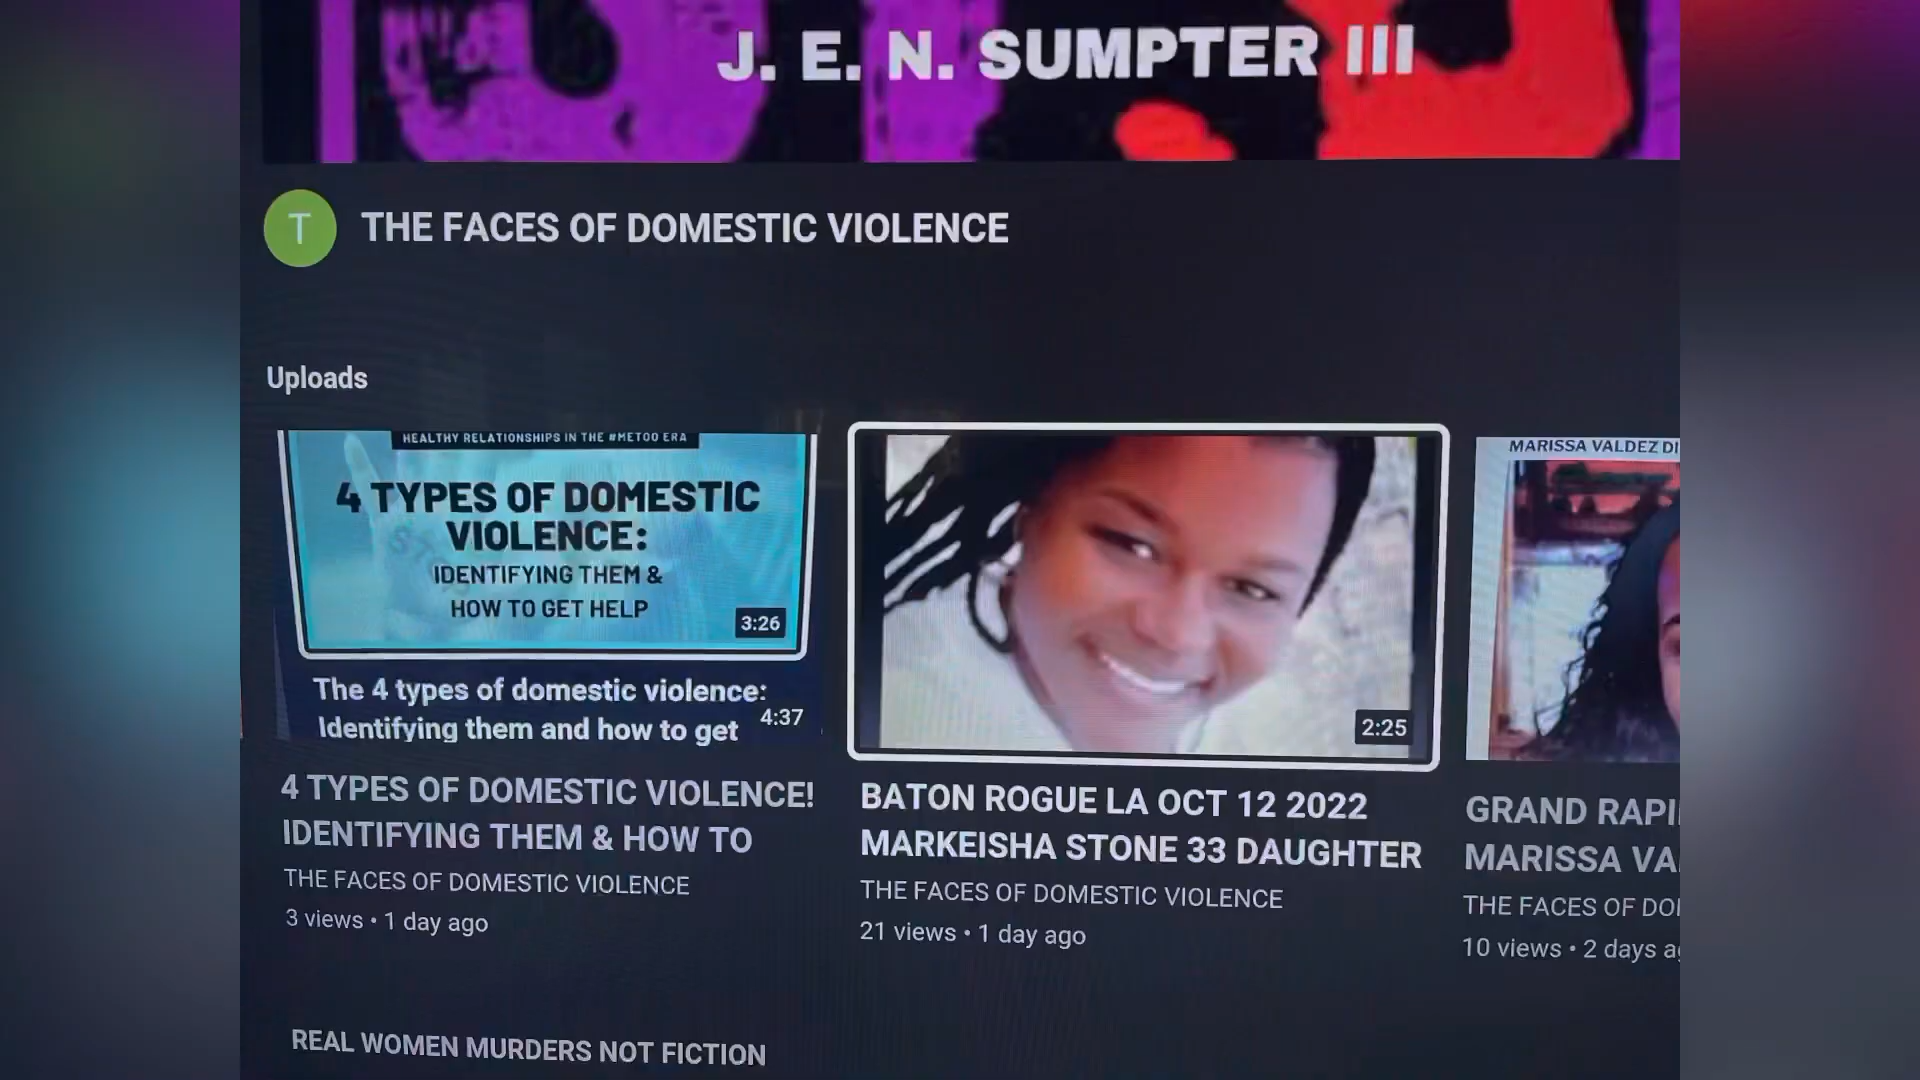 J. E. N. SUMPTER III
T
THE FACES OF DOMESTIC VIOLENCE
Uploads
HEALTHY RELATIONSHIPS IN THE #METOO ERA
4 TYPES OF DOMESTIC
VIOLENCE:
IDENTIFYING THEM &
HOW TO GET HELP
3:26
The 4 types of domestic violence:
Identifying them and how to get
4:37
4 TYPES OF DOMESTIC VIOLENCE!
IDENTIFYING THEM & HOW TO
THE FACES OF DOMESTIC VIOLENCE
3 views • 1 day ago
2:25
BATON ROGUE LA OCT 12 2022
MARKEISHA STONE 33 DAUGHTER
THE FACES OF DOMESTIC VIOLENCE
21 views • 1 day ago
MARISSA VALDEZ DI
GRAND RAPI
MARISSA VA
THE FACES OF DO
10 views • 2 days a
REAL WOMEN MURDERS NOT FICTION